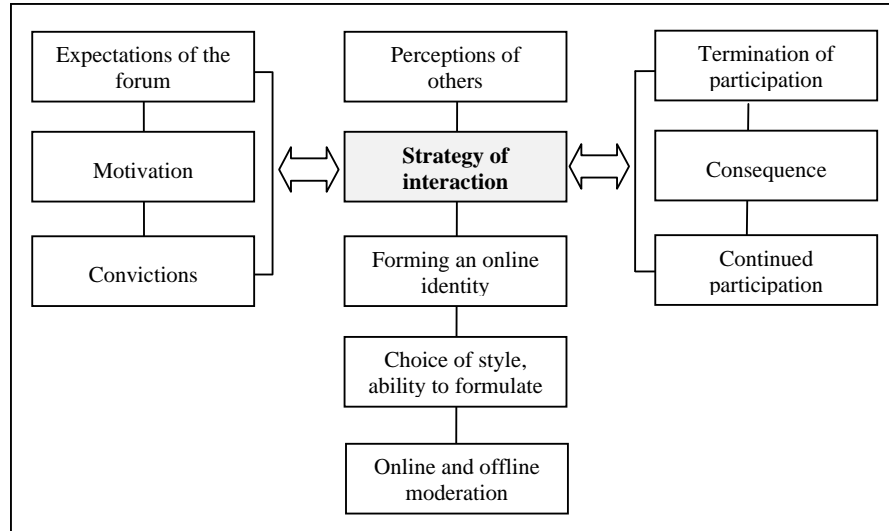 Expectations of the
forum
Motivation
Convictions
Perceptions of
others
Strategy of
interaction
Forming an online
identity
Choice of style,
ability to formulate
Online and offline
moderation
Termination of
participation
Consequence
Continued
participation